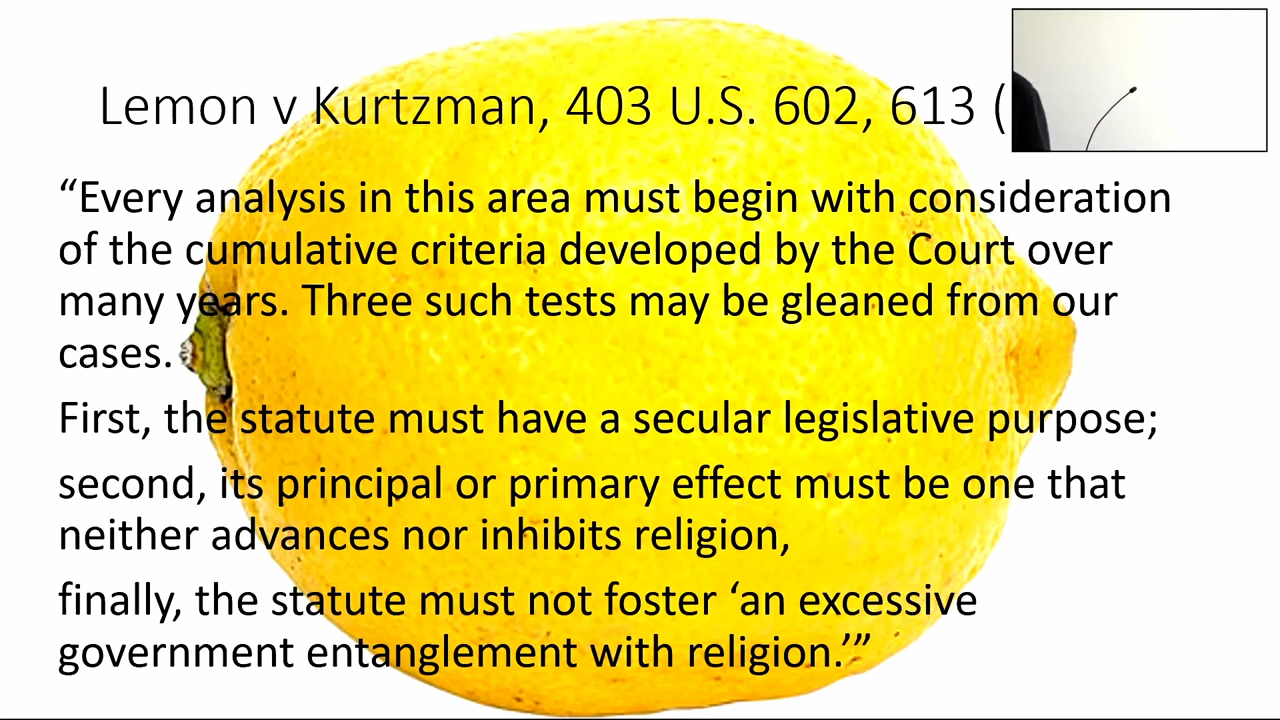 Lemon v Kurtzman, 403 U.S. 602, 613 (
“Every analysis in this area must begin with consideration
of the cumulative criteria developed by the Court over
many years. Three such tests may be gleaned from our
cases.
First, the statute must have a secular legislative purpose;
second, its principal or primary effect must be one that
neither advances nor inhibits religion,
finally, the statute must not foster ‘an excessive
government entanglement with religion.’”